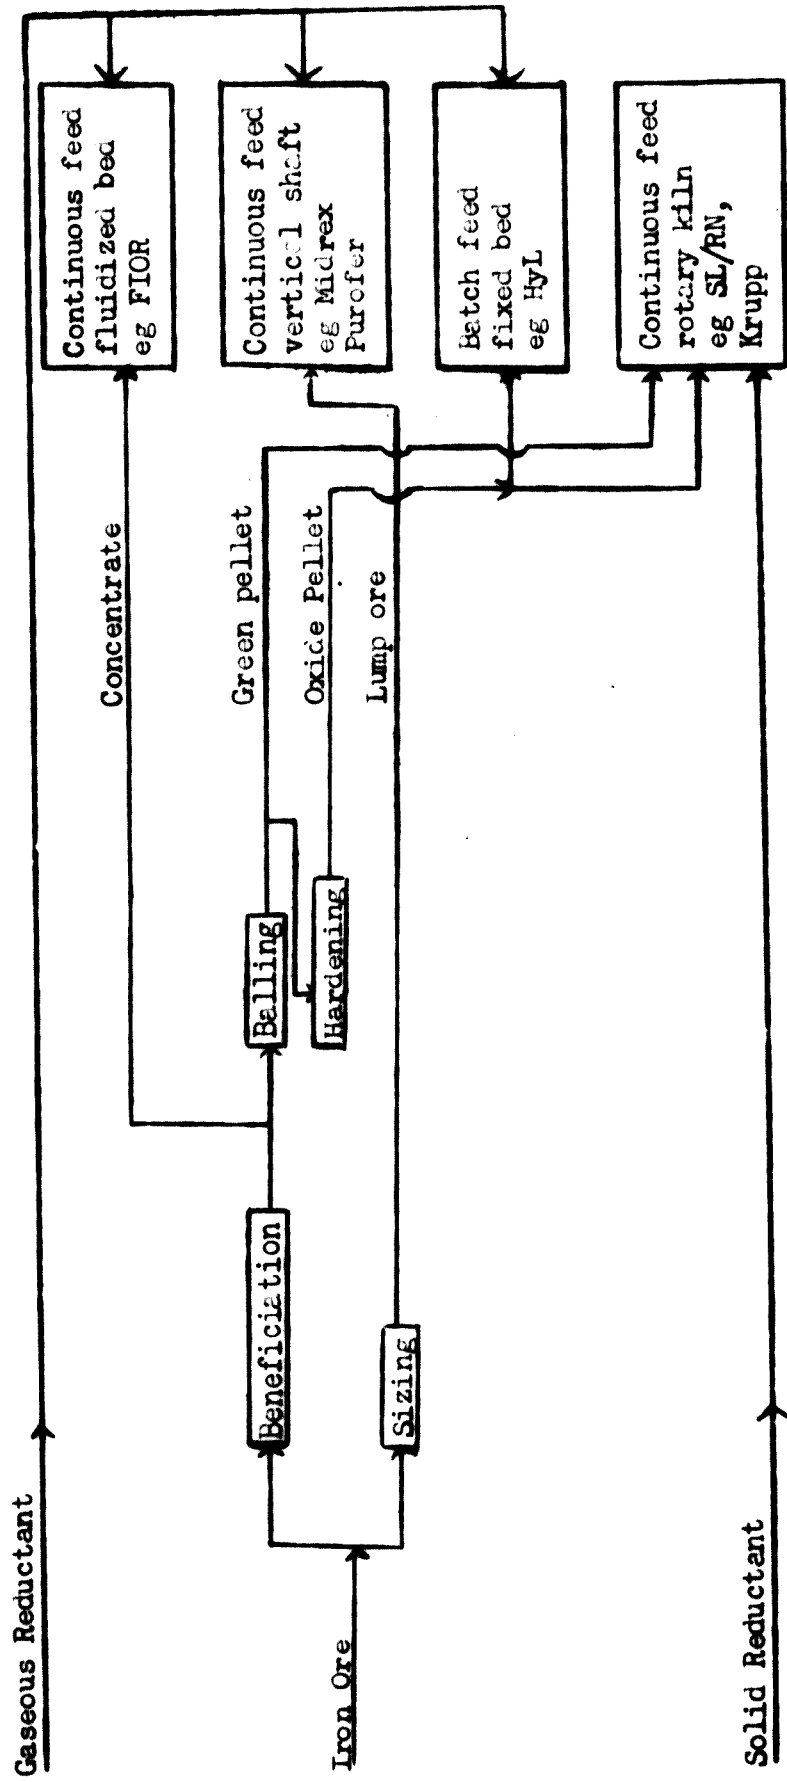 Gaseous Reductant
Iron Ore
Solid Reductant
Beneficiation
Sizing
Balling
Hardening
Concentrate
Green pellet
Oxide Pellet
Lump ore
Continuous feed
fluidized bed
eg FIOR
Continuous feed
vertical shaft
eg Midrex
Purofer
Batch feed
fixed bed
eg HyL
Continuous feed
rotary kiln
eg SL/RN,
Krupp